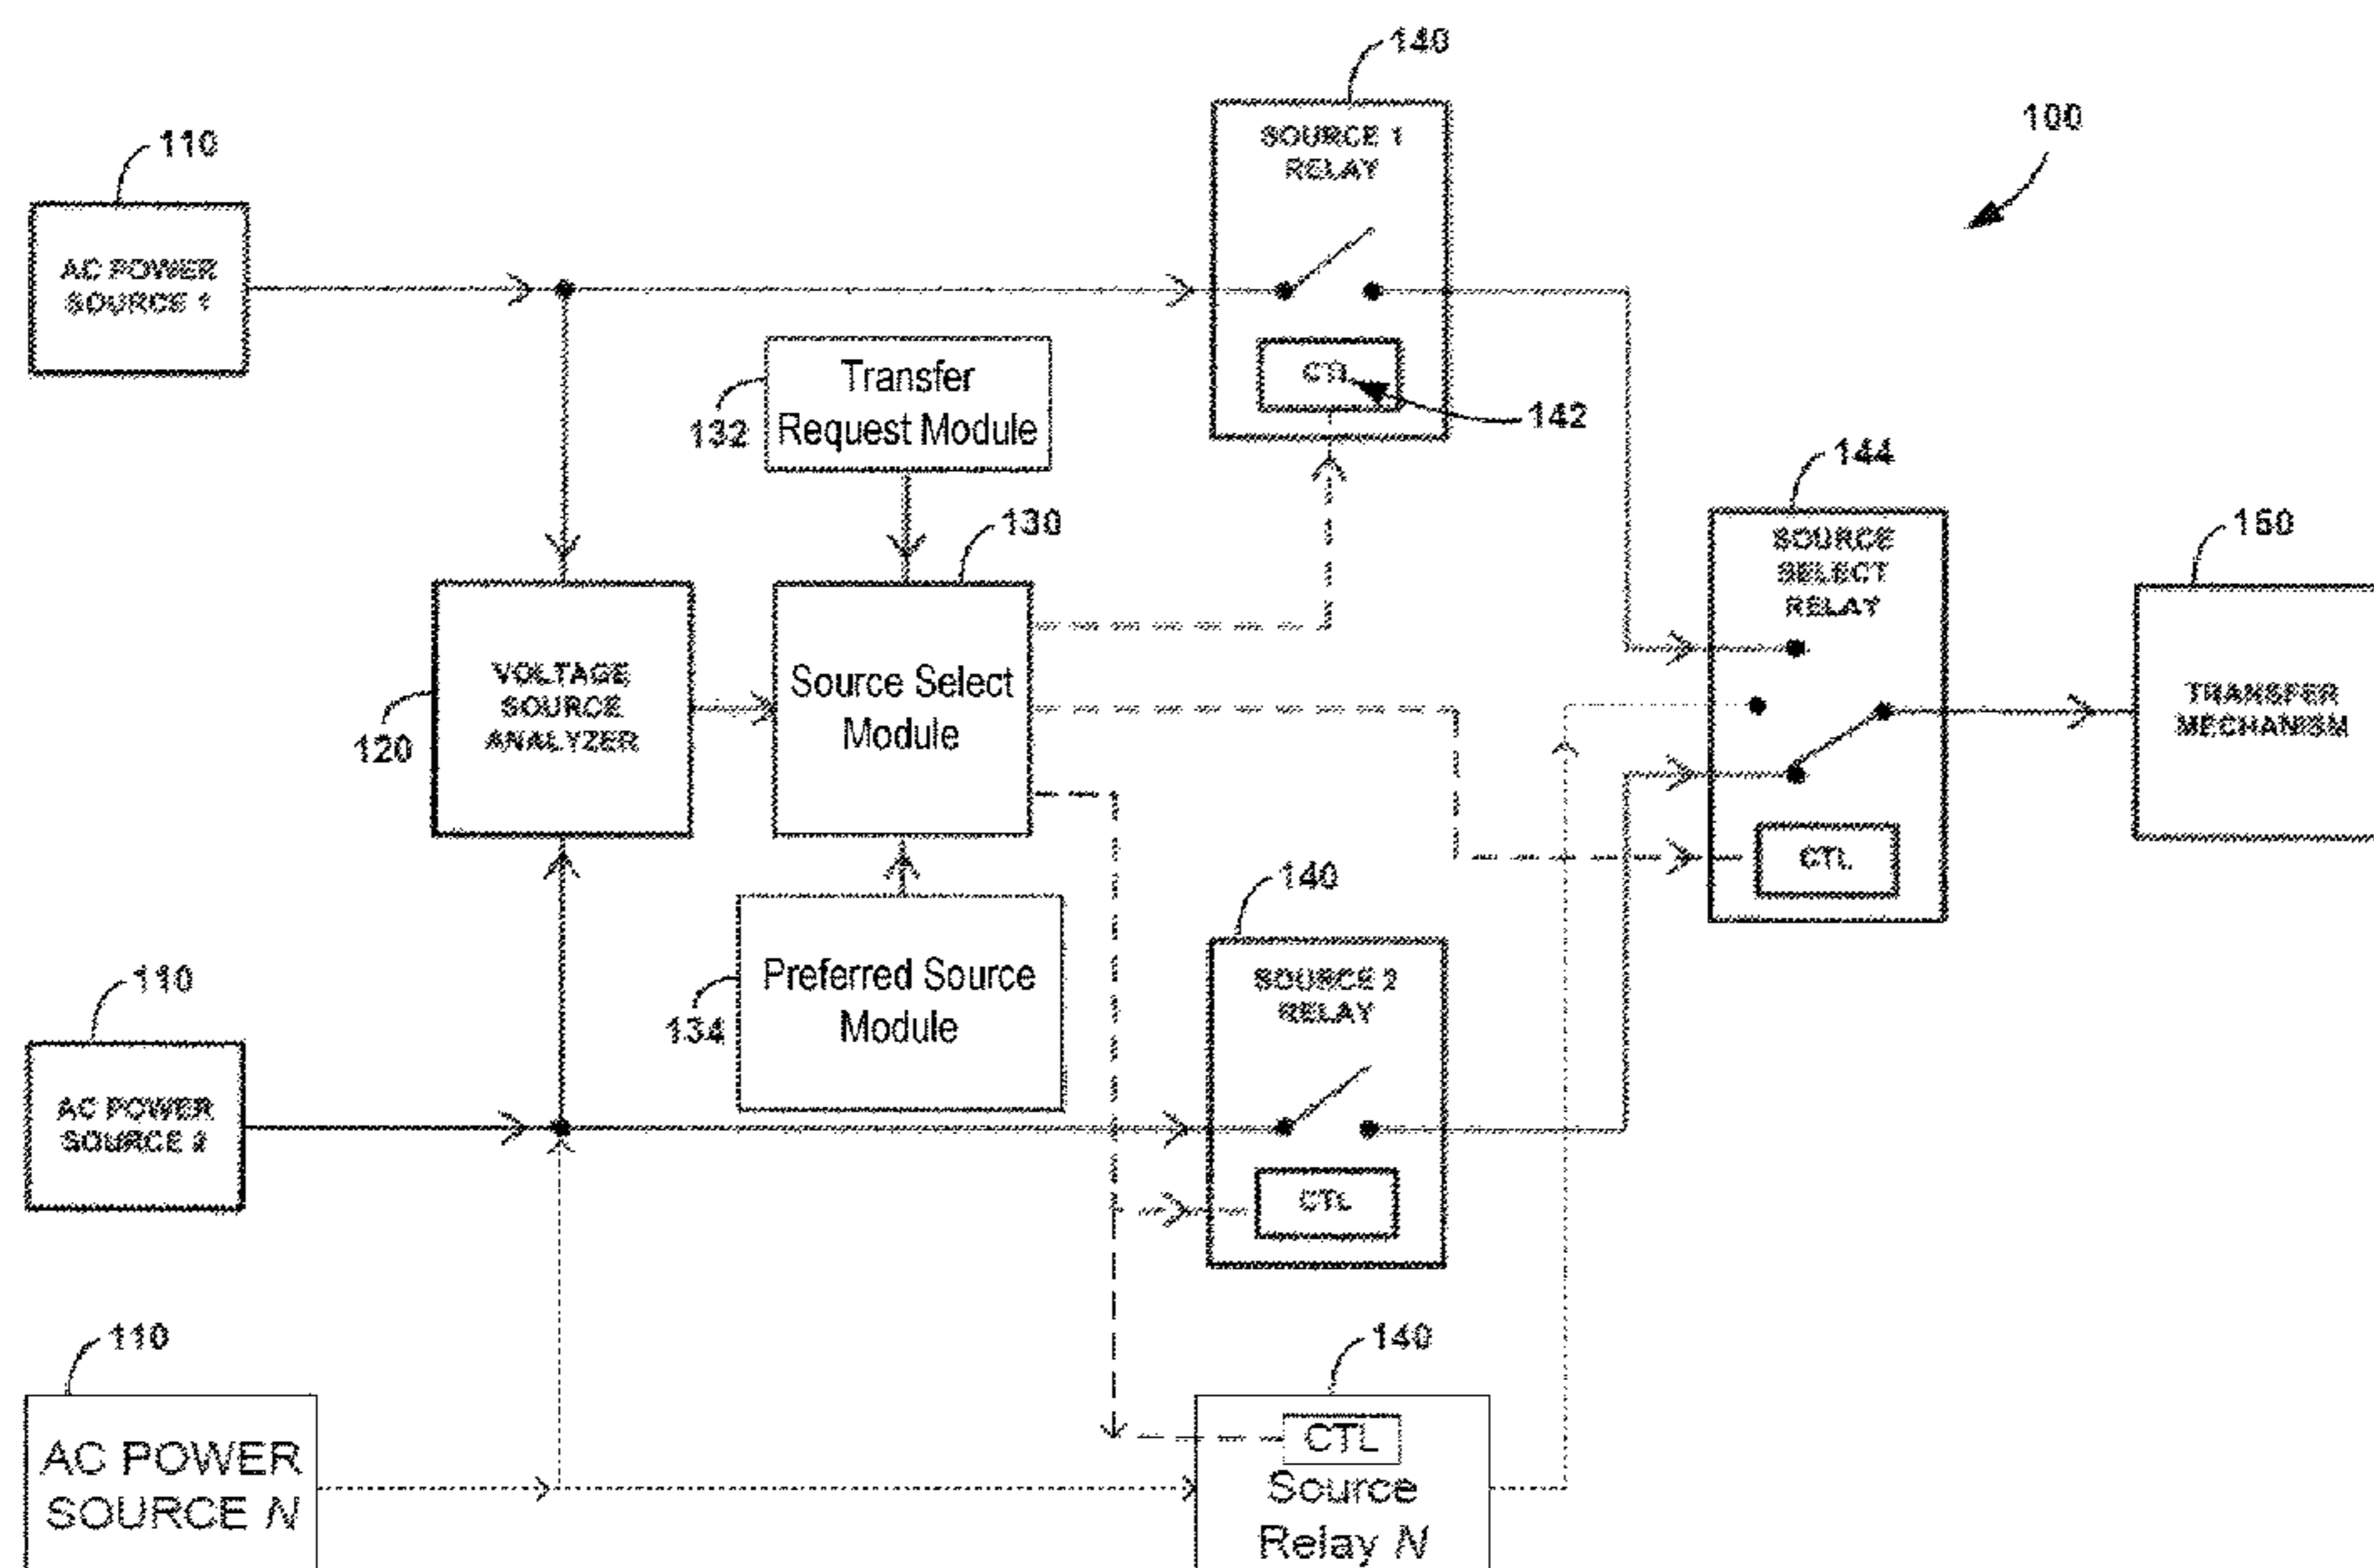 140
100
110
SOURCE 1
RELAY
AC POWER
SOURCE 1
CTL
142
Transfer
Request Module
132
144
130
160
SOURCE
SELECT
RELAY
VOLTAGE
SOURCE
ANALYZER
120
Source Select
Module
TRANSFER
MECHANISM
CTL
140
110
Preferred Source
Module
134
SOURCE 2
RELAY
AC POWER
SOURCE 2
CTL
110
140
AC POWER
SOURCE N
CTL
Source
Relay N